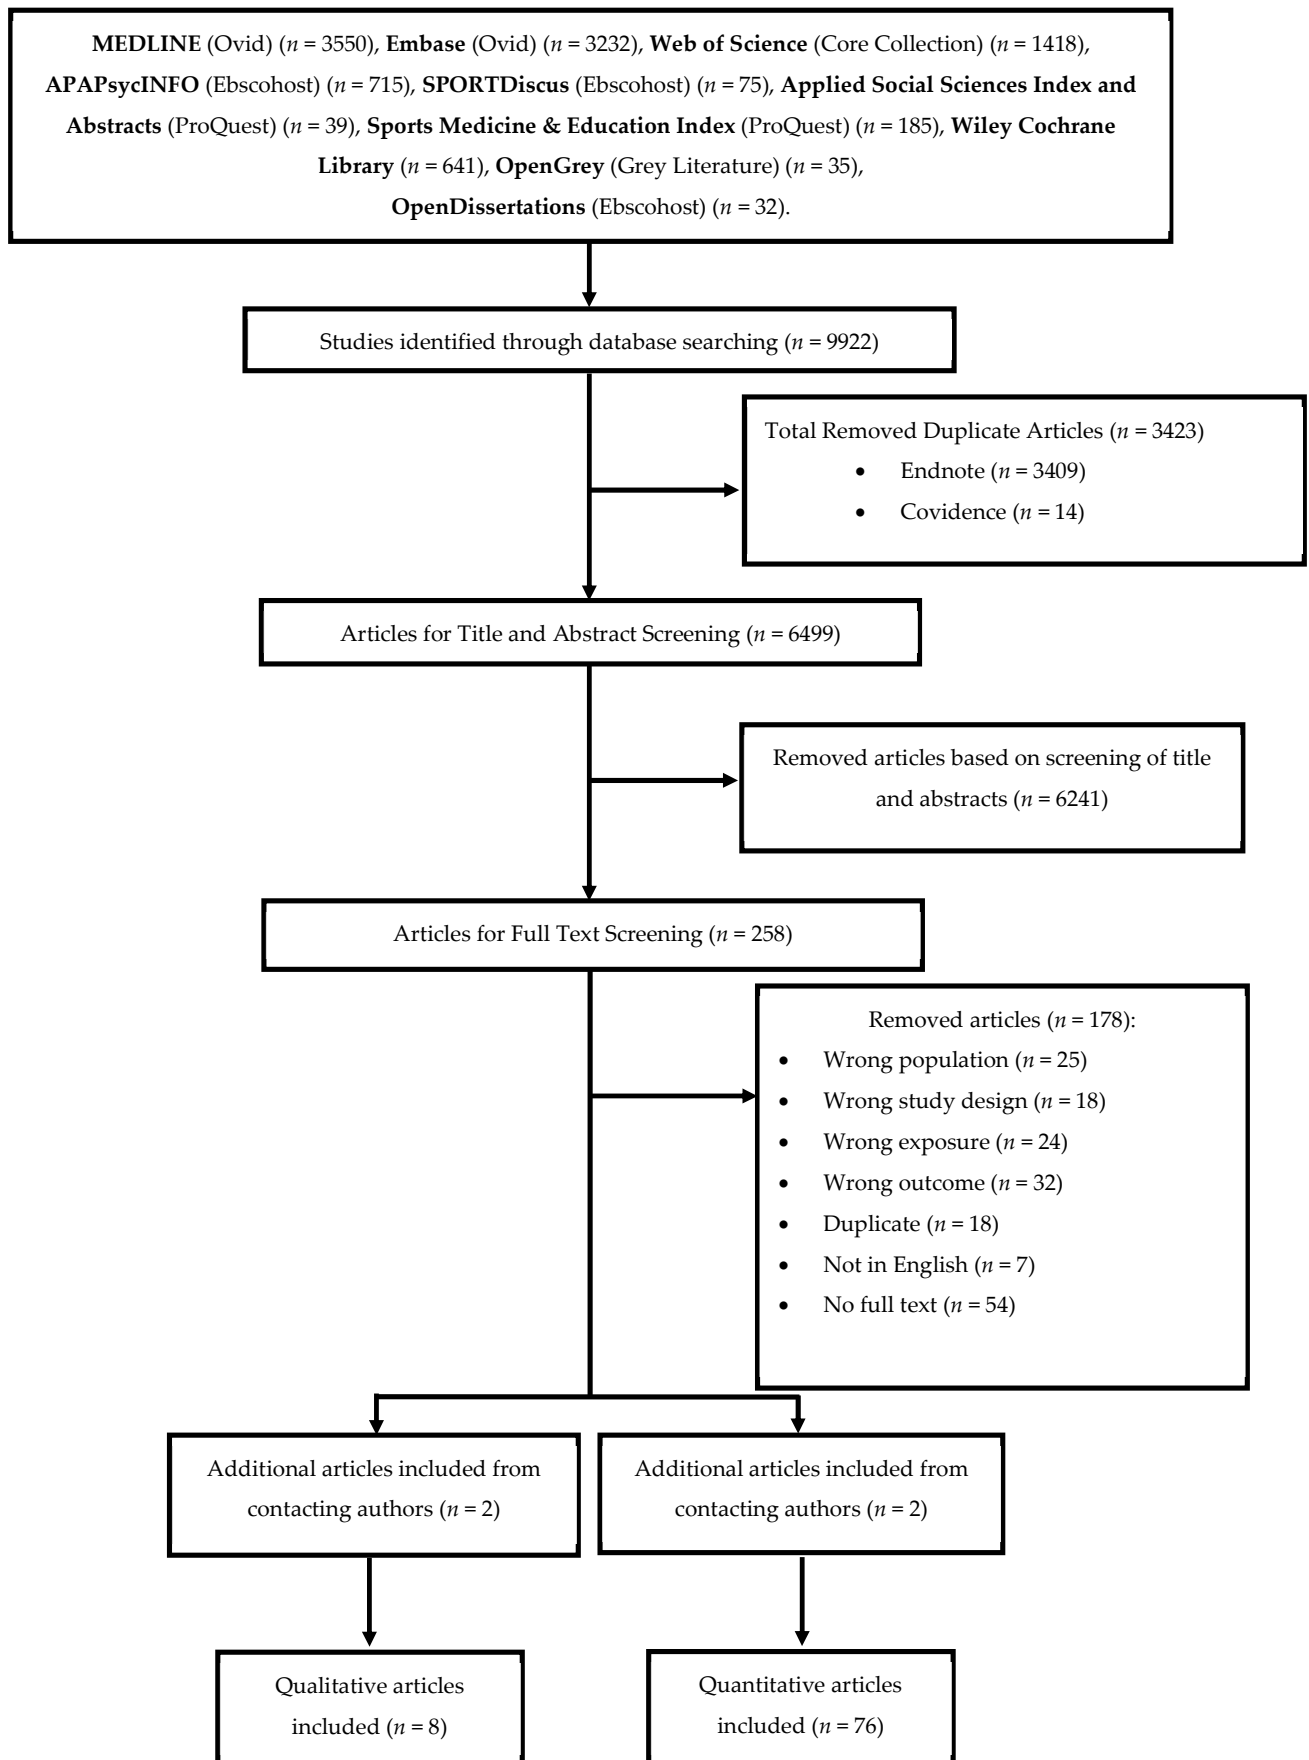 MEDLINE (Ovid) (n = 3550), Embase (Ovid) (n = 3232), Web of Science (Core Collection) (n = 1418),
APAPsycINFO (Ebscohost) (n = 715), SPORTDiscus (Ebscohost) (n = 75), Applied Social Sciences Index and
Abstracts (ProQuest) (n = 39), Sports Medicine & Education Index (ProQuest) (n = 185), Wiley Cochrane
Library (n = 641), OpenGrey (Grey Literature) (n = 35),
OpenDissertations (Ebscohost) (n = 32).
Studies identified through database searching (n = 9922)
Total Removed Duplicate Articles (n = 3423)
• Endnote (n = 3409)
• Covidence (n = 14)
Articles for Title and Abstract Screening (n = 6499)
Removed articles based on screening of title
and abstracts (n = 6241)
Articles for Full Text Screening (n = 258)
Removed articles (n = 178):
• Wrong population (n = 25)
• Wrong study design (n = 18)
• Wrong exposure (n = 24)
• Wrong outcome (n = 32)
• Duplicate (n = 18)
• Not in English (n = 7)
• No full text (n = 54)
Additional articles included from
contacting authors (n = 2)
Additional articles included from
contacting authors (n = 2)
Qualitative articles
included (n = 8)
Quantitative articles
included (n = 76)